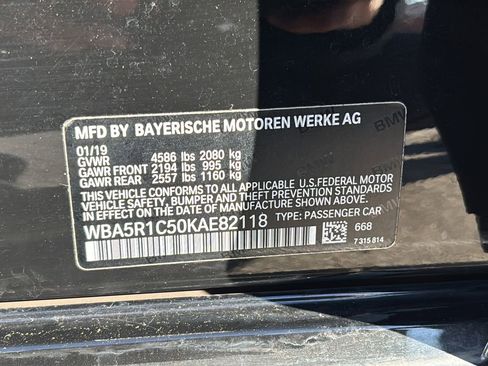 MFD BY BAYERISCHE MOTOREN WERKE AG
01/19
GVWR 4586 lbs 2080 kg
GAWR FRONT 2194 lbs 995 kg
GAWR REAR 2557 lbs 1160 kg
THIS VEHICLE CONFORMS TO ALL APPLICABLE U.S.FEDERAL MOTOR
VEHICLE SAFETY, BUMPER AND THEFT PREVENTION STANDARDS IN
EFFECT ON THE DATE OF MANUFACTURE SHOWN ABOVE.
WBA5R1C50KAE82118 TYPE: PASSENGER CAR
668
7 315 814